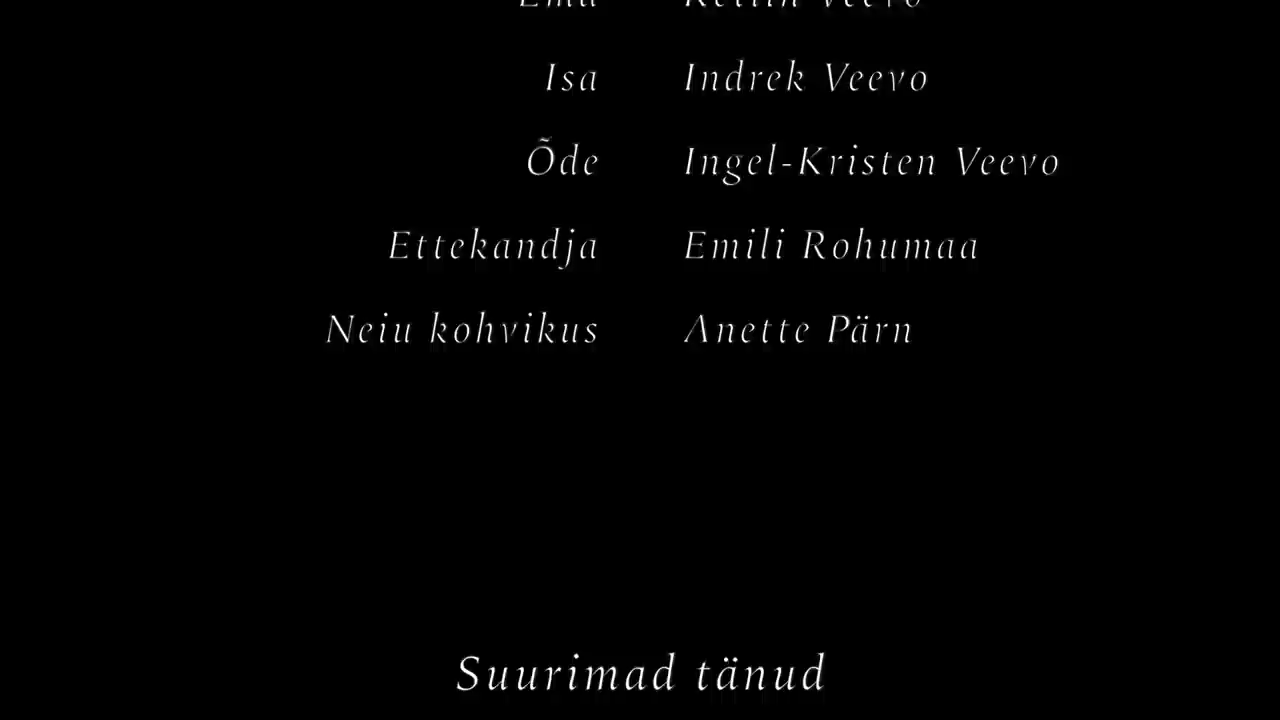 Isa Indrek Veevo
Õde Ingel-Kristen Veevo
Ettekandja Emili Rohumaa
Neiu kohvikus Anette Pärn
Suurimad tänud